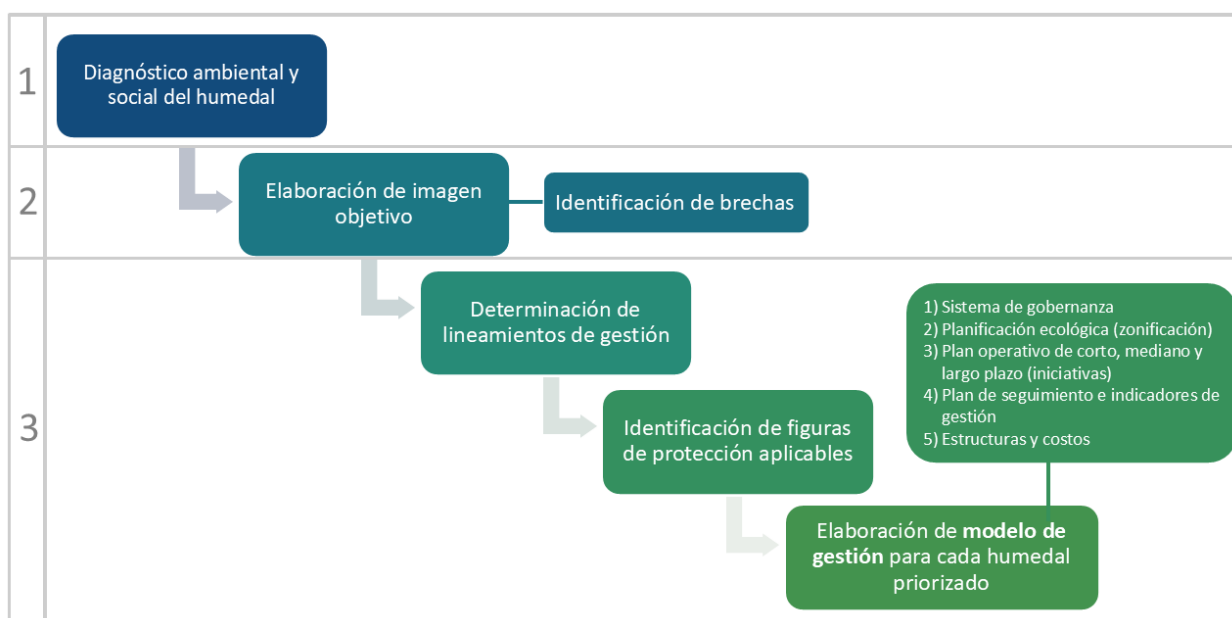 1
Diagnóstico ambiental y
social del humedal
2
Elaboración de imagen
objetivo
Identificación de brechas
3
Determinación de
lineamientos de gestión
Identificación de figuras
de protección aplicables
1) Sistema de gobernanza
2) Planificación ecológica (zonificación)
3) Plan operativo de corto, mediano y
largo plazo (iniciativas)
4) Plan de seguimiento e indicadores de
gestión
5) Estructuras y costos
Elaboración de modelo de
gestión para cada humedal
priorizado